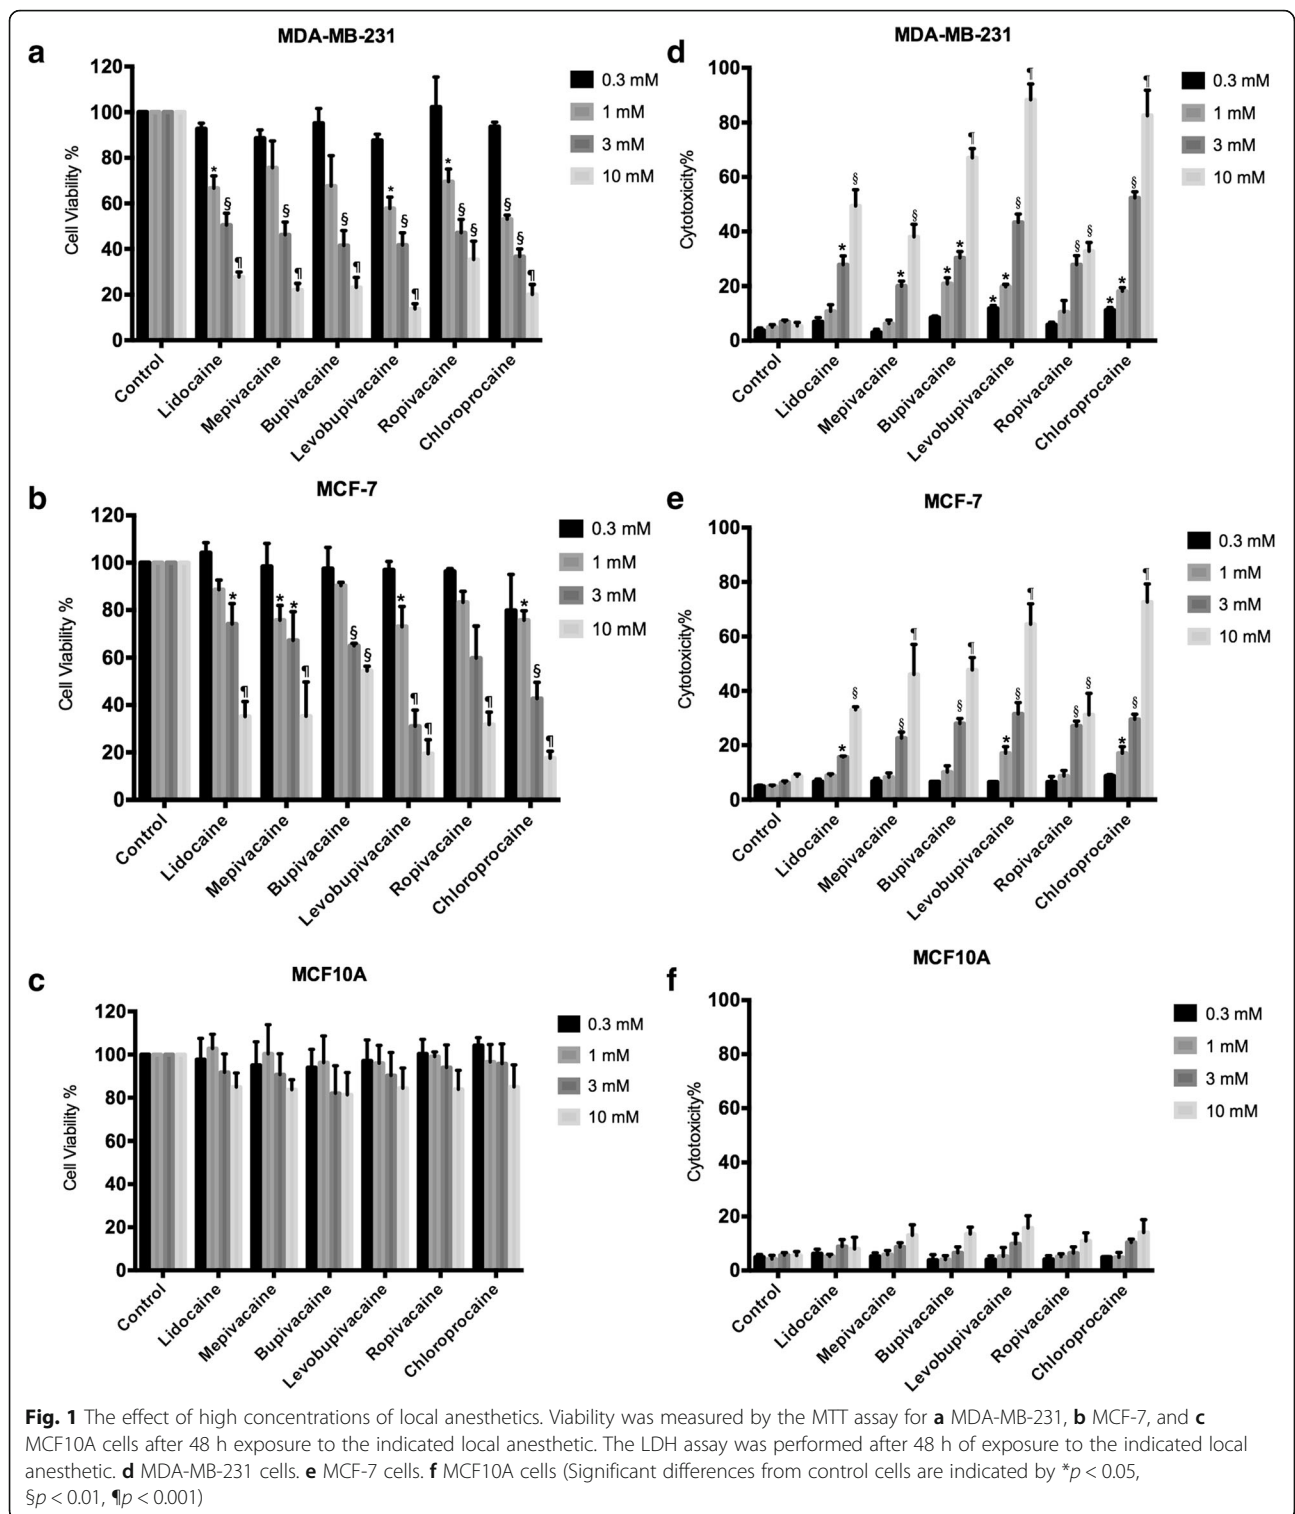 a
MDA-MB-231
120
100
80
60
40
20
0
Cell Viability %
0.3 mM
1 mM
3 mM
10 mM
* § ¶ § ¶ § ¶ * § ¶ * § § § § ¶
Control
Lidocaine
Mepivacaine
Bupivacaine
Levobupivacaine
Ropivacaine
Chloroprocaine
d
MDA-MB-231
100
80
60
40
20
0
Cytotoxicity%
0.3 mM
1 mM
3 mM
10 mM
* § * § * * ¶ * * § ¶ § § * * § ¶
Control
Lidocaine
Mepivacaine
Bupivacaine
Levobupivacaine
Ropivacaine
Chloroprocaine
b
MCF-7
120
100
80
60
40
20
0
Cell Viability %
0.3 mM
1 mM
3 mM
10 mM
* ¶ * * ¶ § § * ¶ ¶ ¶ * § ¶
Control
Lidocaine
Mepivacaine
Bupivacaine
Levobupivacaine
Ropivacaine
Chloroprocaine
e
MCF-7
100
80
60
40
20
0
Cytotoxicity%
0.3 mM
1 mM
3 mM
10 mM
* § § ¶ § ¶ * § ¶ § § * § ¶
Control
Lidocaine
Mepivacaine
Bupivacaine
Levobupivacaine
Ropivacaine
Chloroprocaine
c
MCF10A
120
100
80
60
40
20
0
Cell Viability %
0.3 mM
1 mM
3 mM
10 mM
Control
Lidocaine
Mepivacaine
Bupivacaine
Levobupivacaine
Ropivacaine
Chloroprocaine
f
MCF10A
100
80
60
40
20
0
Cytotoxicity%
0.3 mM
1 mM
3 mM
10 mM
Control
Lidocaine
Mepivacaine
Bupivacaine
Levobupivacaine
Ropivacaine
Chloroprocaine
Fig. 1 The effect of high concentrations of local anesthetics. Viability was measured by the MTT assay for a MDA-MB-231, b MCF-7, and c
MCF10A cells after 48 h exposure to the indicated local anesthetic. The LDH assay was performed after 48 h of exposure to the indicated local
anesthetic. d MDA-MB-231 cells. e MCF-7 cells. f MCF10A cells (Significant differences from control cells are indicated by *p < 0.05,
§p < 0.01, ¶p < 0.001)